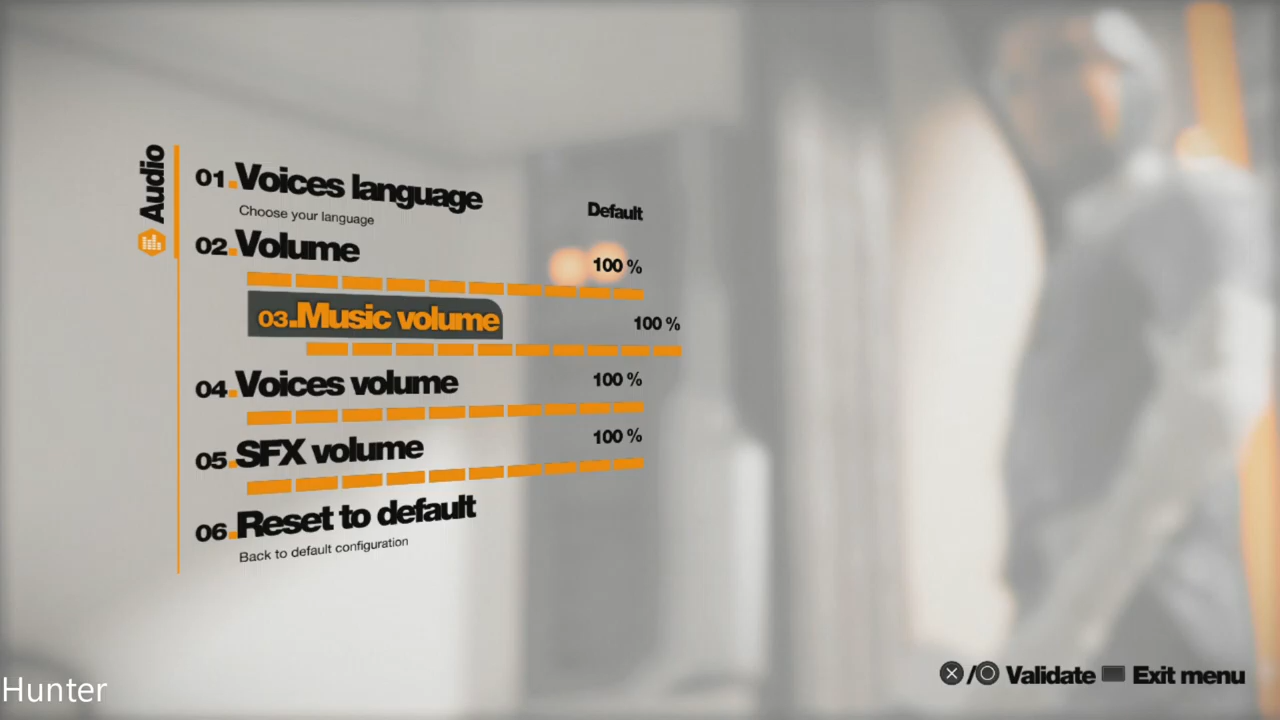 Audio
01.Voices language
Choose your language
Default
02.Volume
100 %
03.Music volume
100 %
04.Voices volume
100 %
05.SFX volume
100 %
06.Reset to default
Back to default configuration
/ Validate Exit menu
Hunter